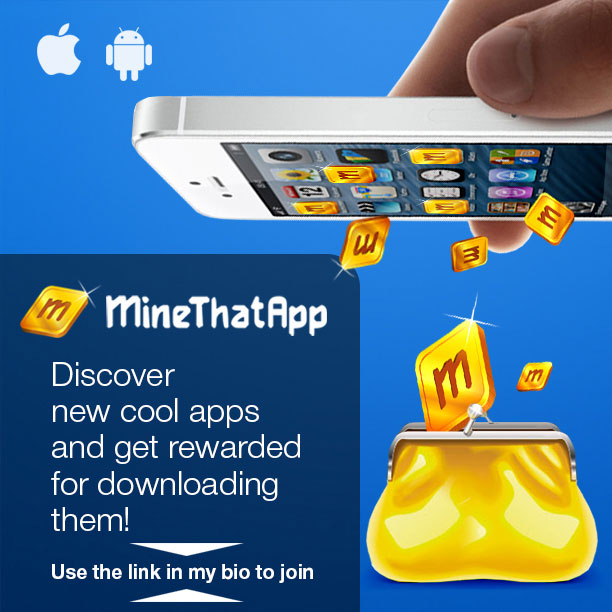 m
m
m
m
m
m
m
m MineThatApp
Discover
new cool apps
and get rewarded
for downloading
them!
Use the link in my bio to join
m
m